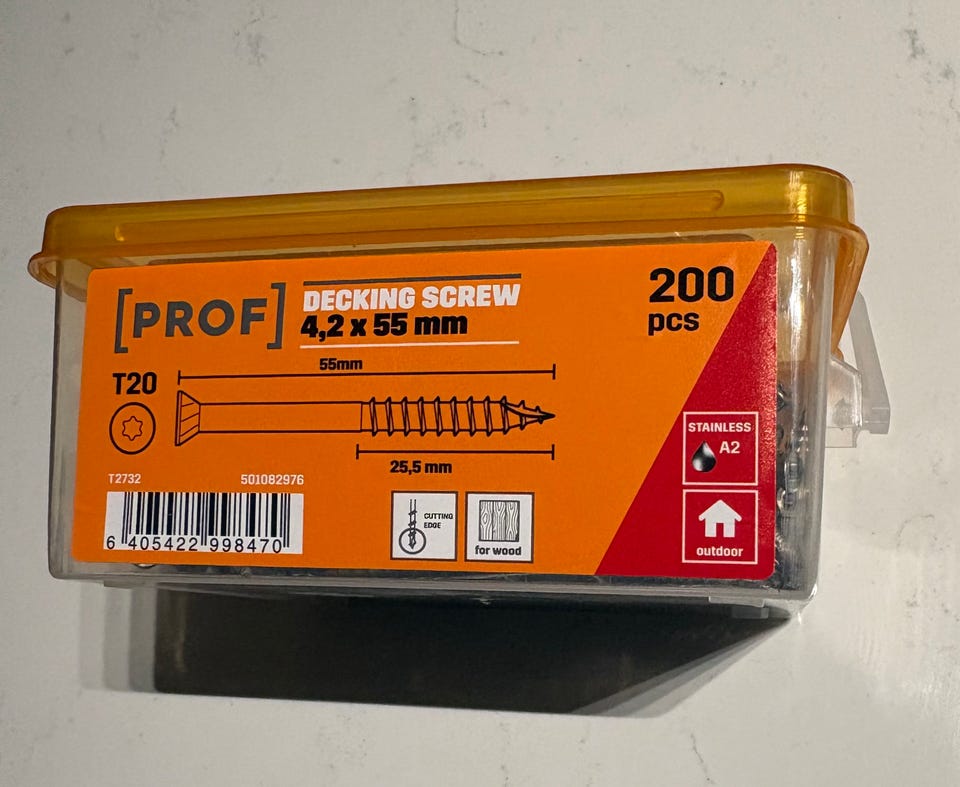 [PROF]
DECKING SCREW
4,2 x 55 mm
200
pcs
55mm
T20
25,5 mm
T2732
501082976
6 405422 998470
CUTTING
EDGE
for wood
STAINLESS
A2
outdoor